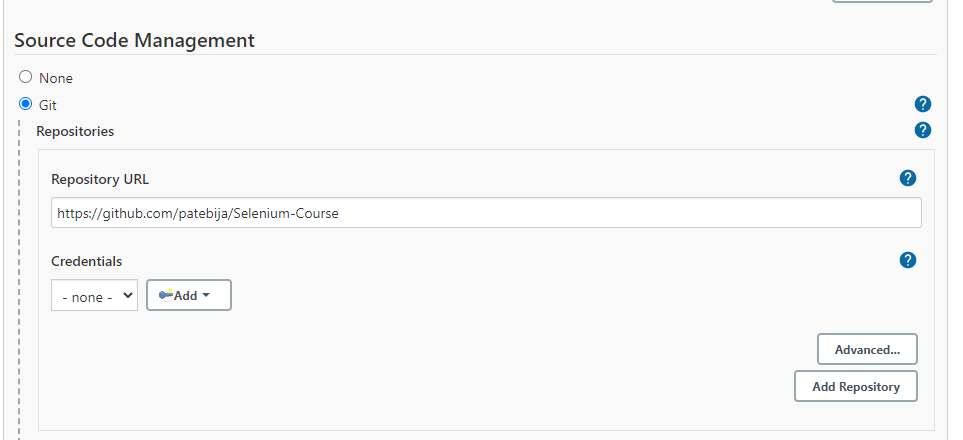 Source Code Management
None
Git
?
Repositories
?
Repository URL
?
https://github.com/patebija/Selenium-Course
Credentials
?
- none -
Add
Advanced...
Add Repository